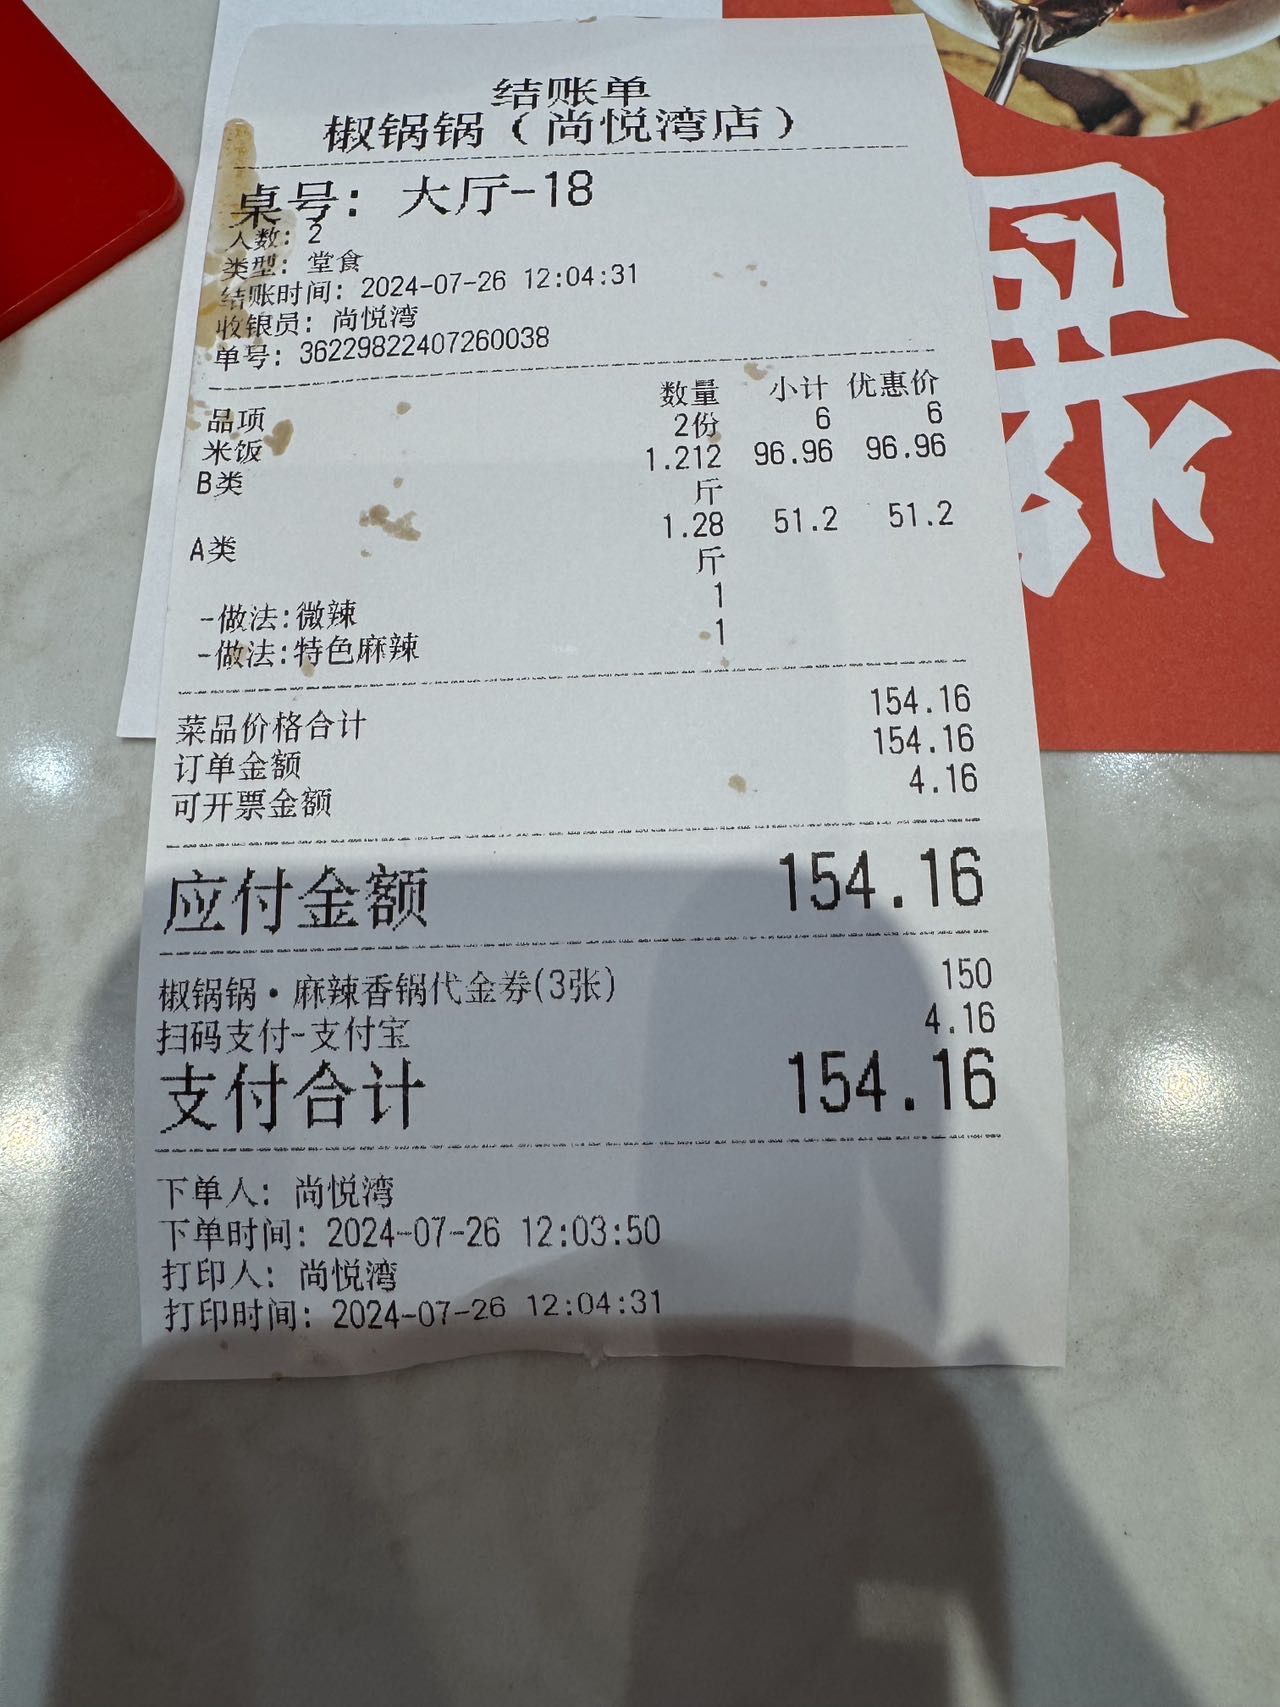 结账单
椒锅锅（尚悦湾店）
桌号：大厅-18
人数：2
类型：堂食
结账时间：2024-07-26 12:04:31
收银员：尚悦湾
单号：36229822407260038
品项 数量 小计 优惠价
米饭 2份 6 6
B类 1.212 96.96 96.96
斤
A类 1.28 51.2 51.2
斤
-做法:微辣 1
-做法:特色麻辣 1
菜品价格合计 154.16
订单金额 154.16
可开票金额 4.16
应付金额 154.16
椒锅锅·麻辣香锅代金券(3张) 150
扫码支付-支付宝 4.16
支付合计 154.16
下单人：尚悦湾
下单时间：2024-07-26 12:03:50
打印人：尚悦湾
打印时间：2024-07-26 12:04:31